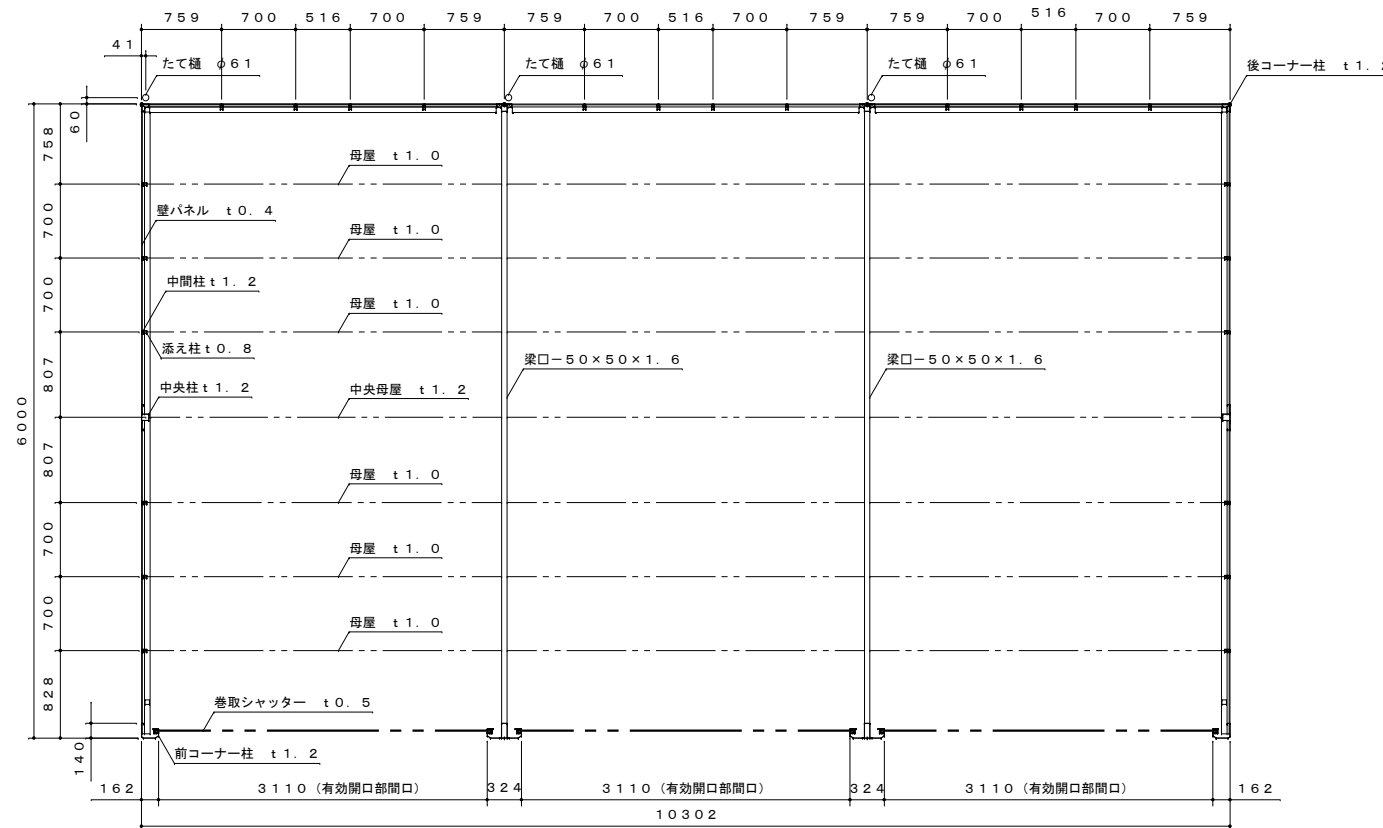 759 700 516 700 759 759 700 516 700 759 759 700 516 700 759
41
たて樋 φ61 たて樋 φ61 たて樋 φ61
後コーナー柱 t1.
60
758
母屋 t1.0
壁パネル t0.4
700
母屋 t1.0
中間柱t1.2
700
母屋 t1.0
添え柱t0.8
梁口ー50×50×1.6 梁口ー50×50×1.6
807
中央柱t1.2
中央母屋 t1.2
6000
807
母屋 t1.0
700
母屋 t1.0
700
母屋 t1.0
828
巻取シャッター t0.5
140
前コーナー柱 t1.2
162 3110(有効開口部間口) 324 3110(有効開口部間口) 324 3110(有効開口部間口) 162
10302